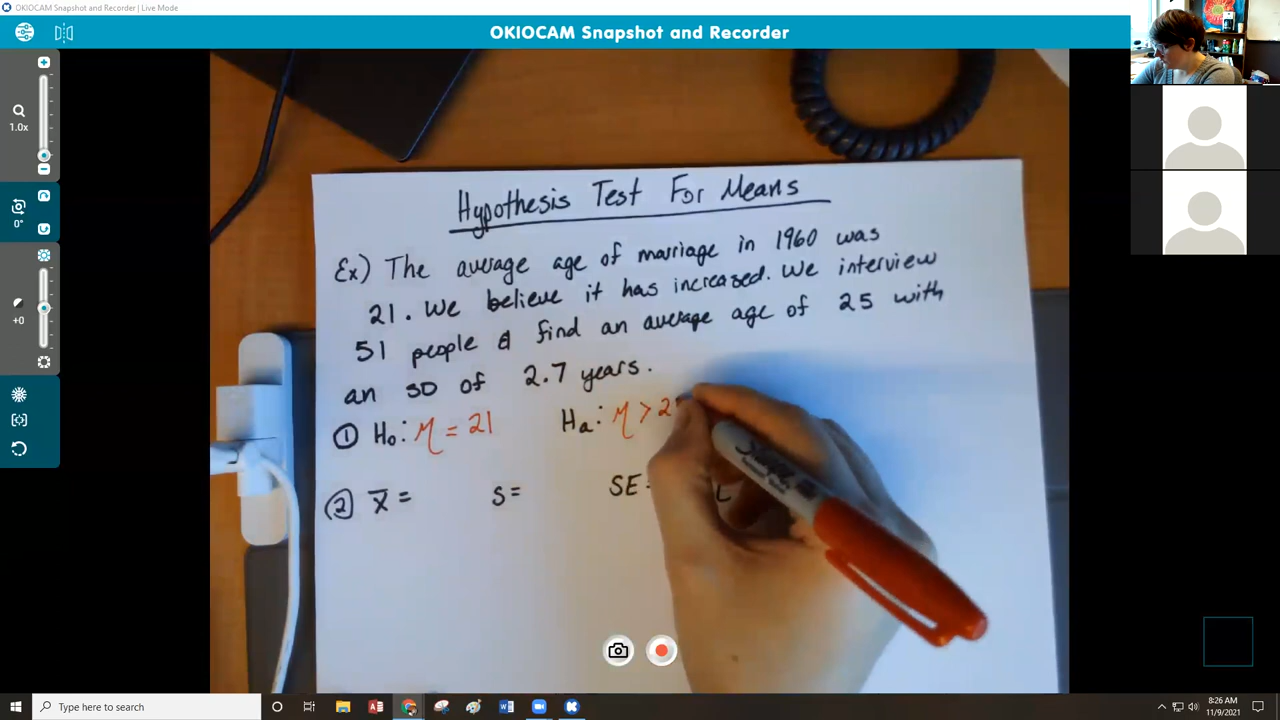 OKIOCAM Snapshot and Recorder | Live Mode
OKIOCAM Snapshot and Recorder
1.0x
0°
+0
Hypothesis Test For Means
Ex) The average age of marriage in 1960 was
21. We believe it has increased. We interview
51 people & find an average age of 25 with
an SD of 2.7 years.
① H₀: μ = 21 Hₐ: μ > 2
② x̄ = S = SE =
Sharpie
Type here to search
8:26 AM
11/9/2021